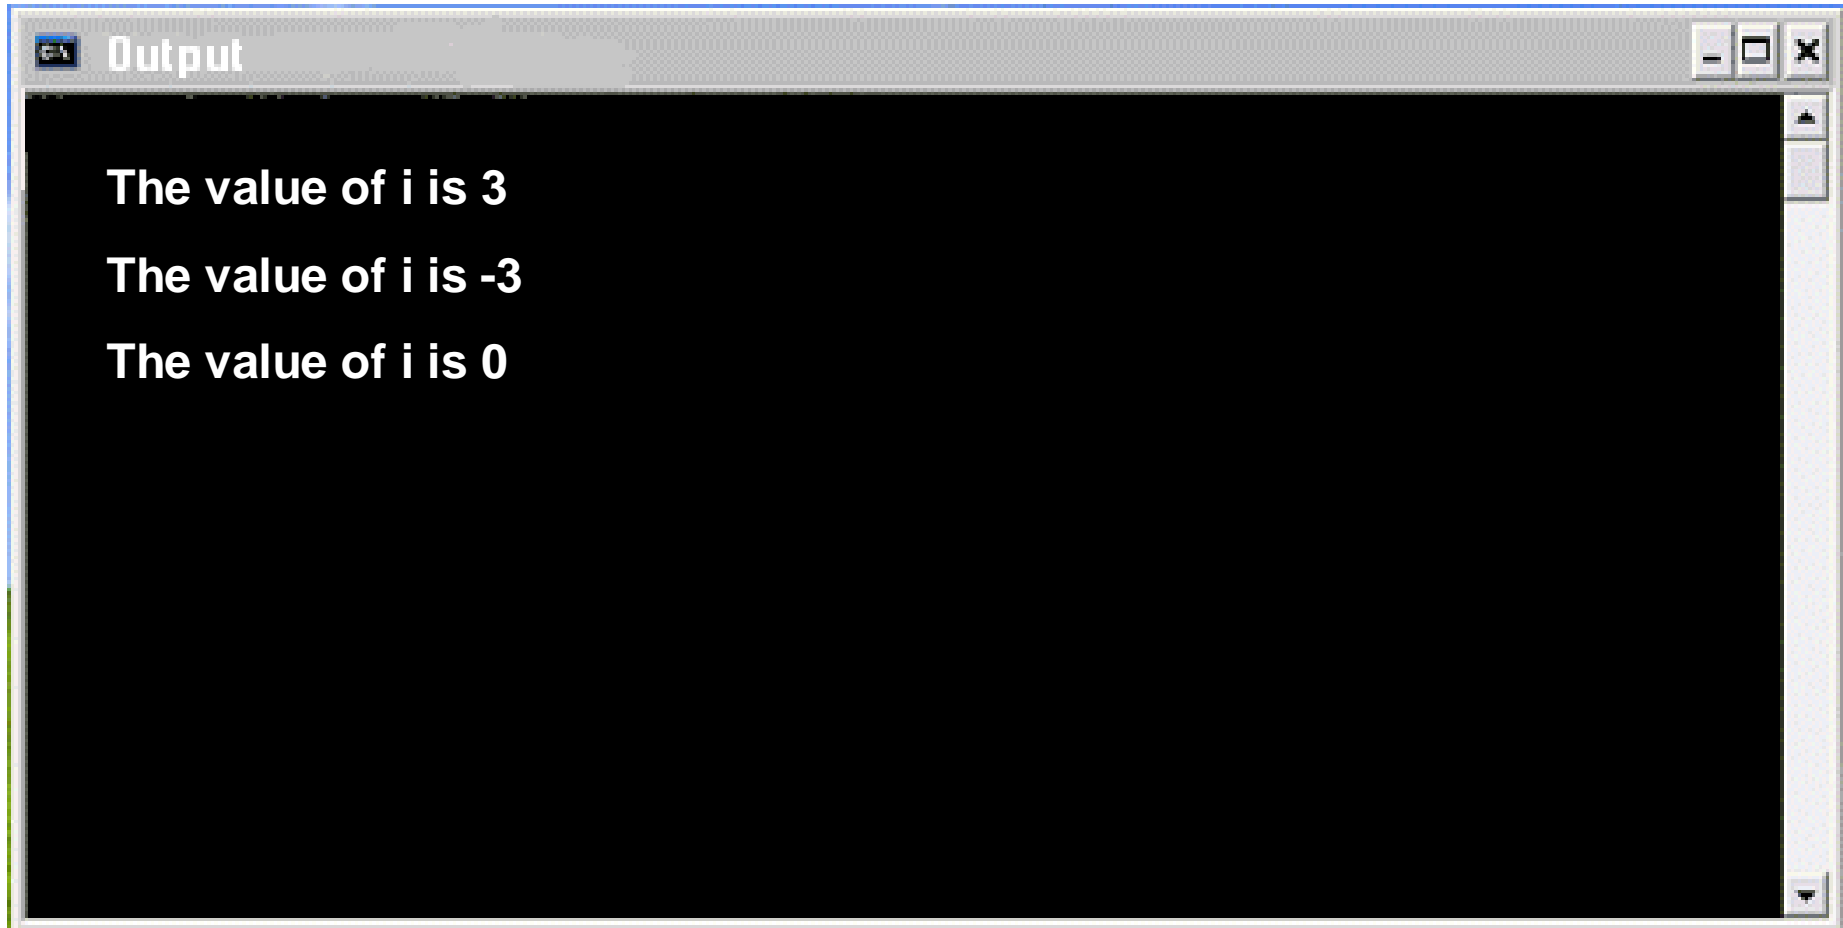 Output
The value of i is 3
The value of i is -3
The value of i is 0